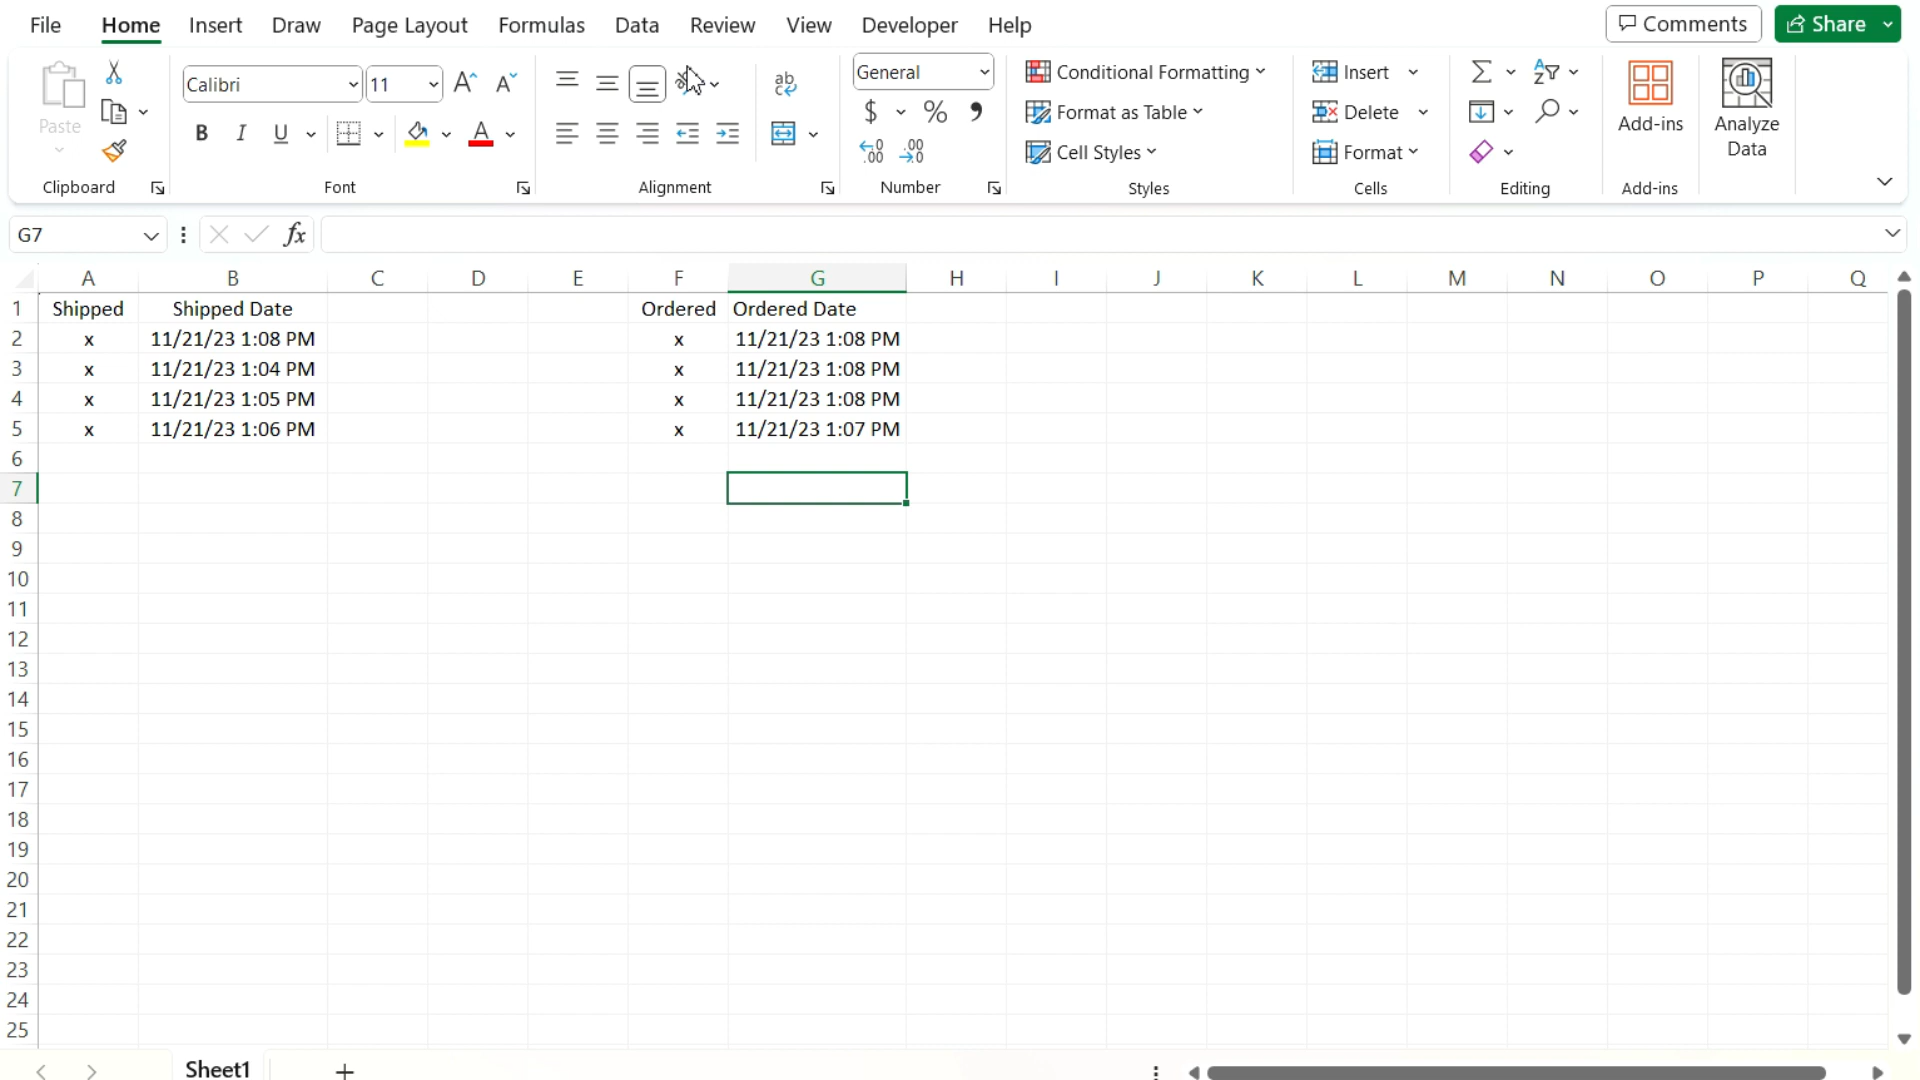 File Home Insert Draw Page Layout Formulas Data Review View Developer Help Comments Share
Paste
Calibri 11 A A
B I U A
ab
General
$ % ,
.00 .00
Conditional Formatting
Format as Table
Cell Styles
Insert
Delete
Format
Add-ins
Analyze
Data
Clipboard Font Alignment Number Styles Cells Editing Add-ins
G7 fx
A B C D E F G H I J K L M N O P Q
1 Shipped Shipped Date Ordered Ordered Date
2 x 11/21/23 1:08 PM x 11/21/23 1:08 PM
3 x 11/21/23 1:04 PM x 11/21/23 1:08 PM
4 x 11/21/23 1:05 PM x 11/21/23 1:08 PM
5 x 11/21/23 1:06 PM x 11/21/23 1:07 PM
6
7
8
9
10
11
12
13
14
15
16
17
18
19
20
21
22
23
24
25
Sheet1